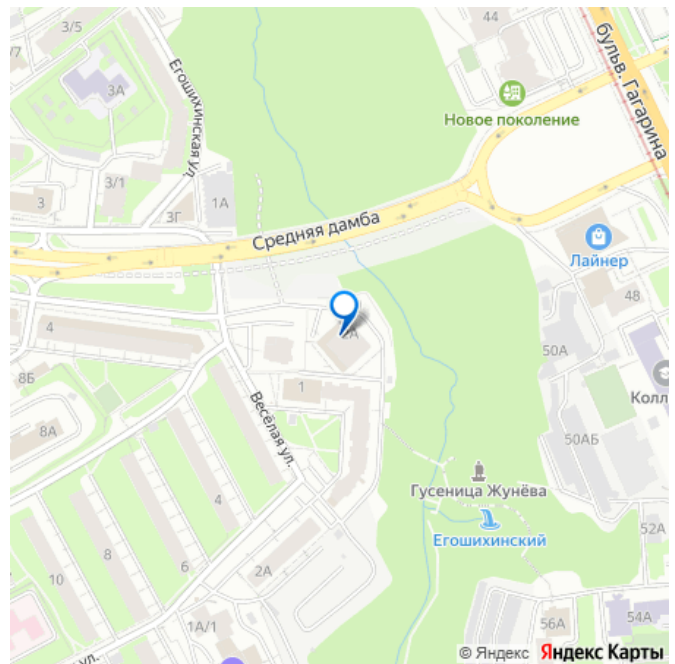 3/5
44
бульв. Гагарина
/7
3А
Егошихинская ул.
Новое поколение
3/1
3
3Г
1А
Средняя дамба
Лайнер
48
2А
4
50А
8Б
1
Колл
Весёлая ул.
8А
50АБ
4
Гусеница Жунёва
Егошихинский
52А
6
8
10
2А
1А/1
56А
54А
ул.
© Яндекс Яндекс Карты